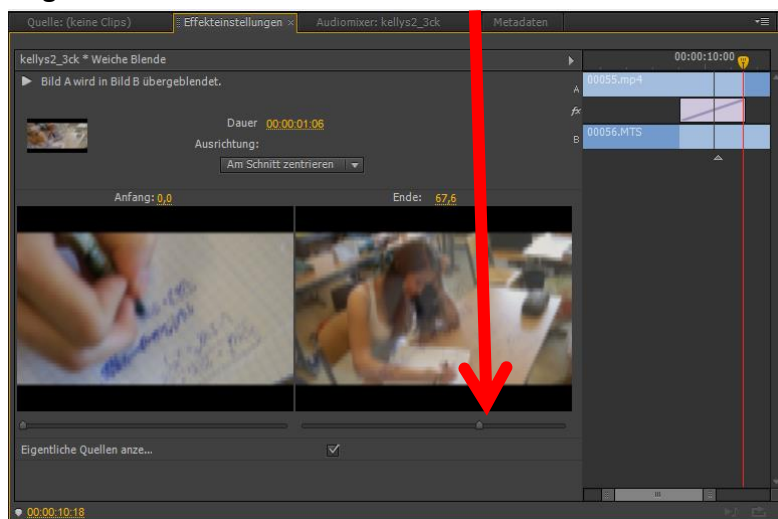 Quelle: (keine Clips) Effekteinstellungen × Audiomixer: kellys2_3ck Metadaten
kellys2_3ck * Weiche Blende
00:00:10:00
Bild A wird in Bild B übergeblendet.
A 00055.mp4
fx
Dauer 00:00:01:06
Ausrichtung:
B 00056.MTS
Am Schnitt zentrieren
Anfang: 0,0 Ende: 67,6
Eigentliche Quellen anze...
00:00:10:18